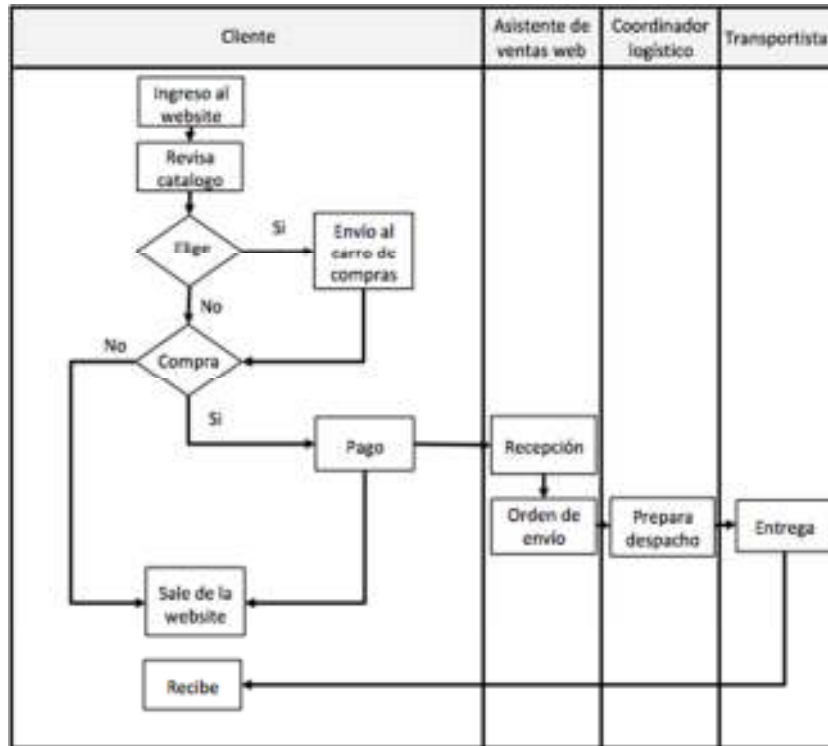 Cliente
Asistente de
ventas web
Coordinador
logístico
Transportista
Ingreso al
website
Revisa
catalogo
Elige
Si
Envío al
carro de
compras
No
No
Compra
Si
Pago
Recepción
Orden de
envío
Prepara
despacho
Entrega
Sale de la
website
Recibe